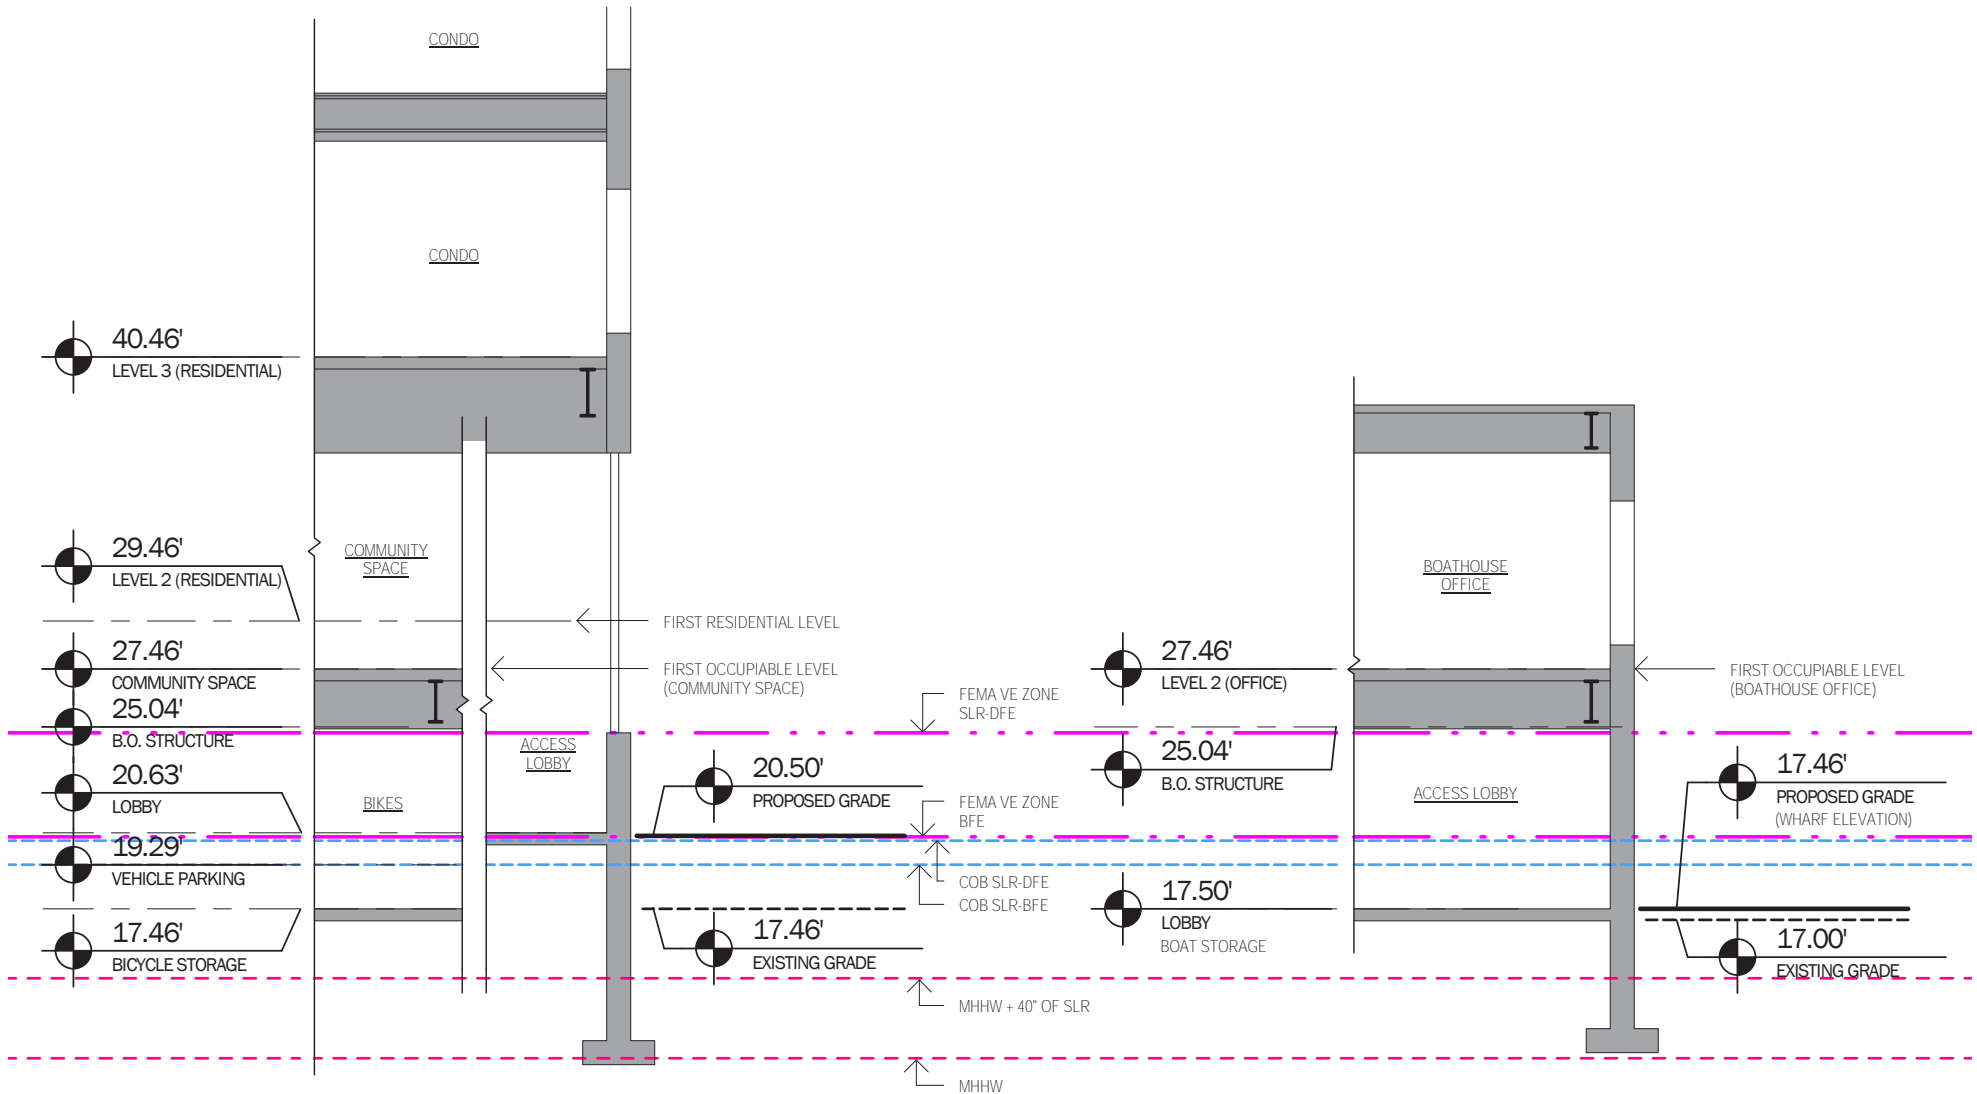 CONDO
CONDO
40.46'
LEVEL 3 (RESIDENTIAL)
29.46'
LEVEL 2 (RESIDENTIAL)
COMMUNITY
SPACE
FIRST RESIDENTIAL LEVEL
27.46'
COMMUNITY SPACE
FIRST OCCUPIABLE LEVEL
(COMMUNITY SPACE)
25.04'
B.O. STRUCTURE
20.63'
LOBBY
BIKES
ACCESS
LOBBY
19.29'
VEHICLE PARKING
17.46'
BICYCLE STORAGE
20.50'
PROPOSED GRADE
17.46'
EXISTING GRADE
FEMA VE ZONE
SLR-DFE
FEMA VE ZONE
BFE
COB SLR-DFE
COB SLR-BFE
MHHW + 40" OF SLR
MHHW
BOATHOUSE
OFFICE
27.46'
LEVEL 2 (OFFICE)
FIRST OCCUPIABLE LEVEL
(BOATHOUSE OFFICE)
25.04'
B.O. STRUCTURE
ACCESS LOBBY
17.50'
LOBBY
BOAT STORAGE
17.46'
PROPOSED GRADE
(WHARF ELEVATION)
17.00'
EXISTING GRADE